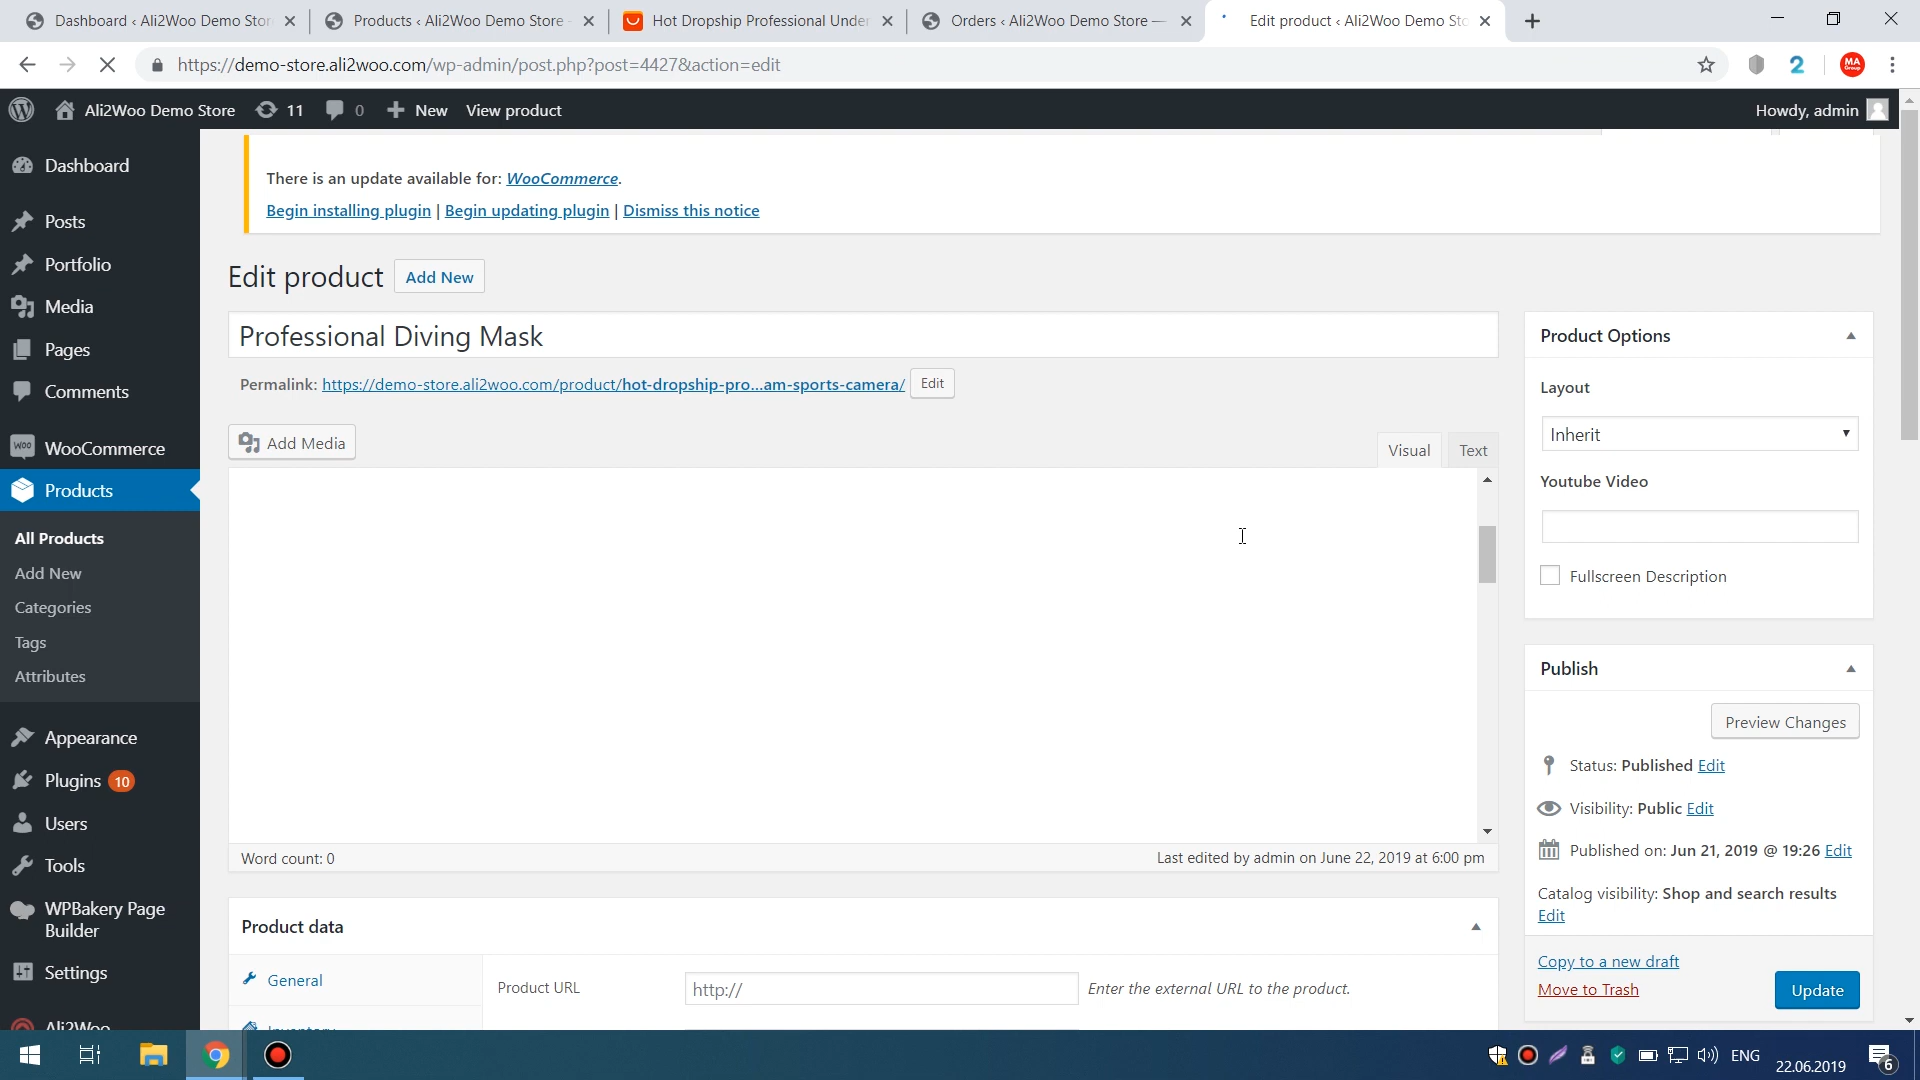 Dashboard ‹ Ali2Woo Demo Stor
Products ‹ Ali2Woo Demo Store -
Hot Dropship Professional Under
Orders ‹ Ali2Woo Demo Store —
Edit product ‹ Ali2Woo Demo Sto
https://demo-store.ali2woo.com/wp-admin/post.php?post=4427&action=edit
2
MA
Group
Ali2Woo Demo Store
11
0
New
View product
Howdy, admin
Dashboard
Posts
Portfolio
Media
Pages
Comments
WOO WooCommerce
Products
All Products
Add New
Categories
Tags
Attributes
Appearance
Plugins 10
Users
Tools
WPBakery Page
Builder
Settings
Ali2Woo
There is an update available for: WooCommerce.
Begin installing plugin | Begin updating plugin | Dismiss this notice
Edit product Add New
Professional Diving Mask
Permalink: https://demo-store.ali2woo.com/product/hot-dropship-pro...am-sports-camera/ Edit
Add Media
Visual Text
Word count: 0
Last edited by admin on June 22, 2019 at 6:00 pm
Product data
General
Product URL
http://
Enter the external URL to the product.
Inventory
Product Options
Layout
Inherit
Youtube Video
Fullscreen Description
Publish
Preview Changes
Status: Published Edit
Visibility: Public Edit
Published on: Jun 21, 2019 @ 19:26 Edit
Catalog visibility: Shop and search results
Edit
Copy to a new draft
Move to Trash
Update
ENG
22.06.2019
6